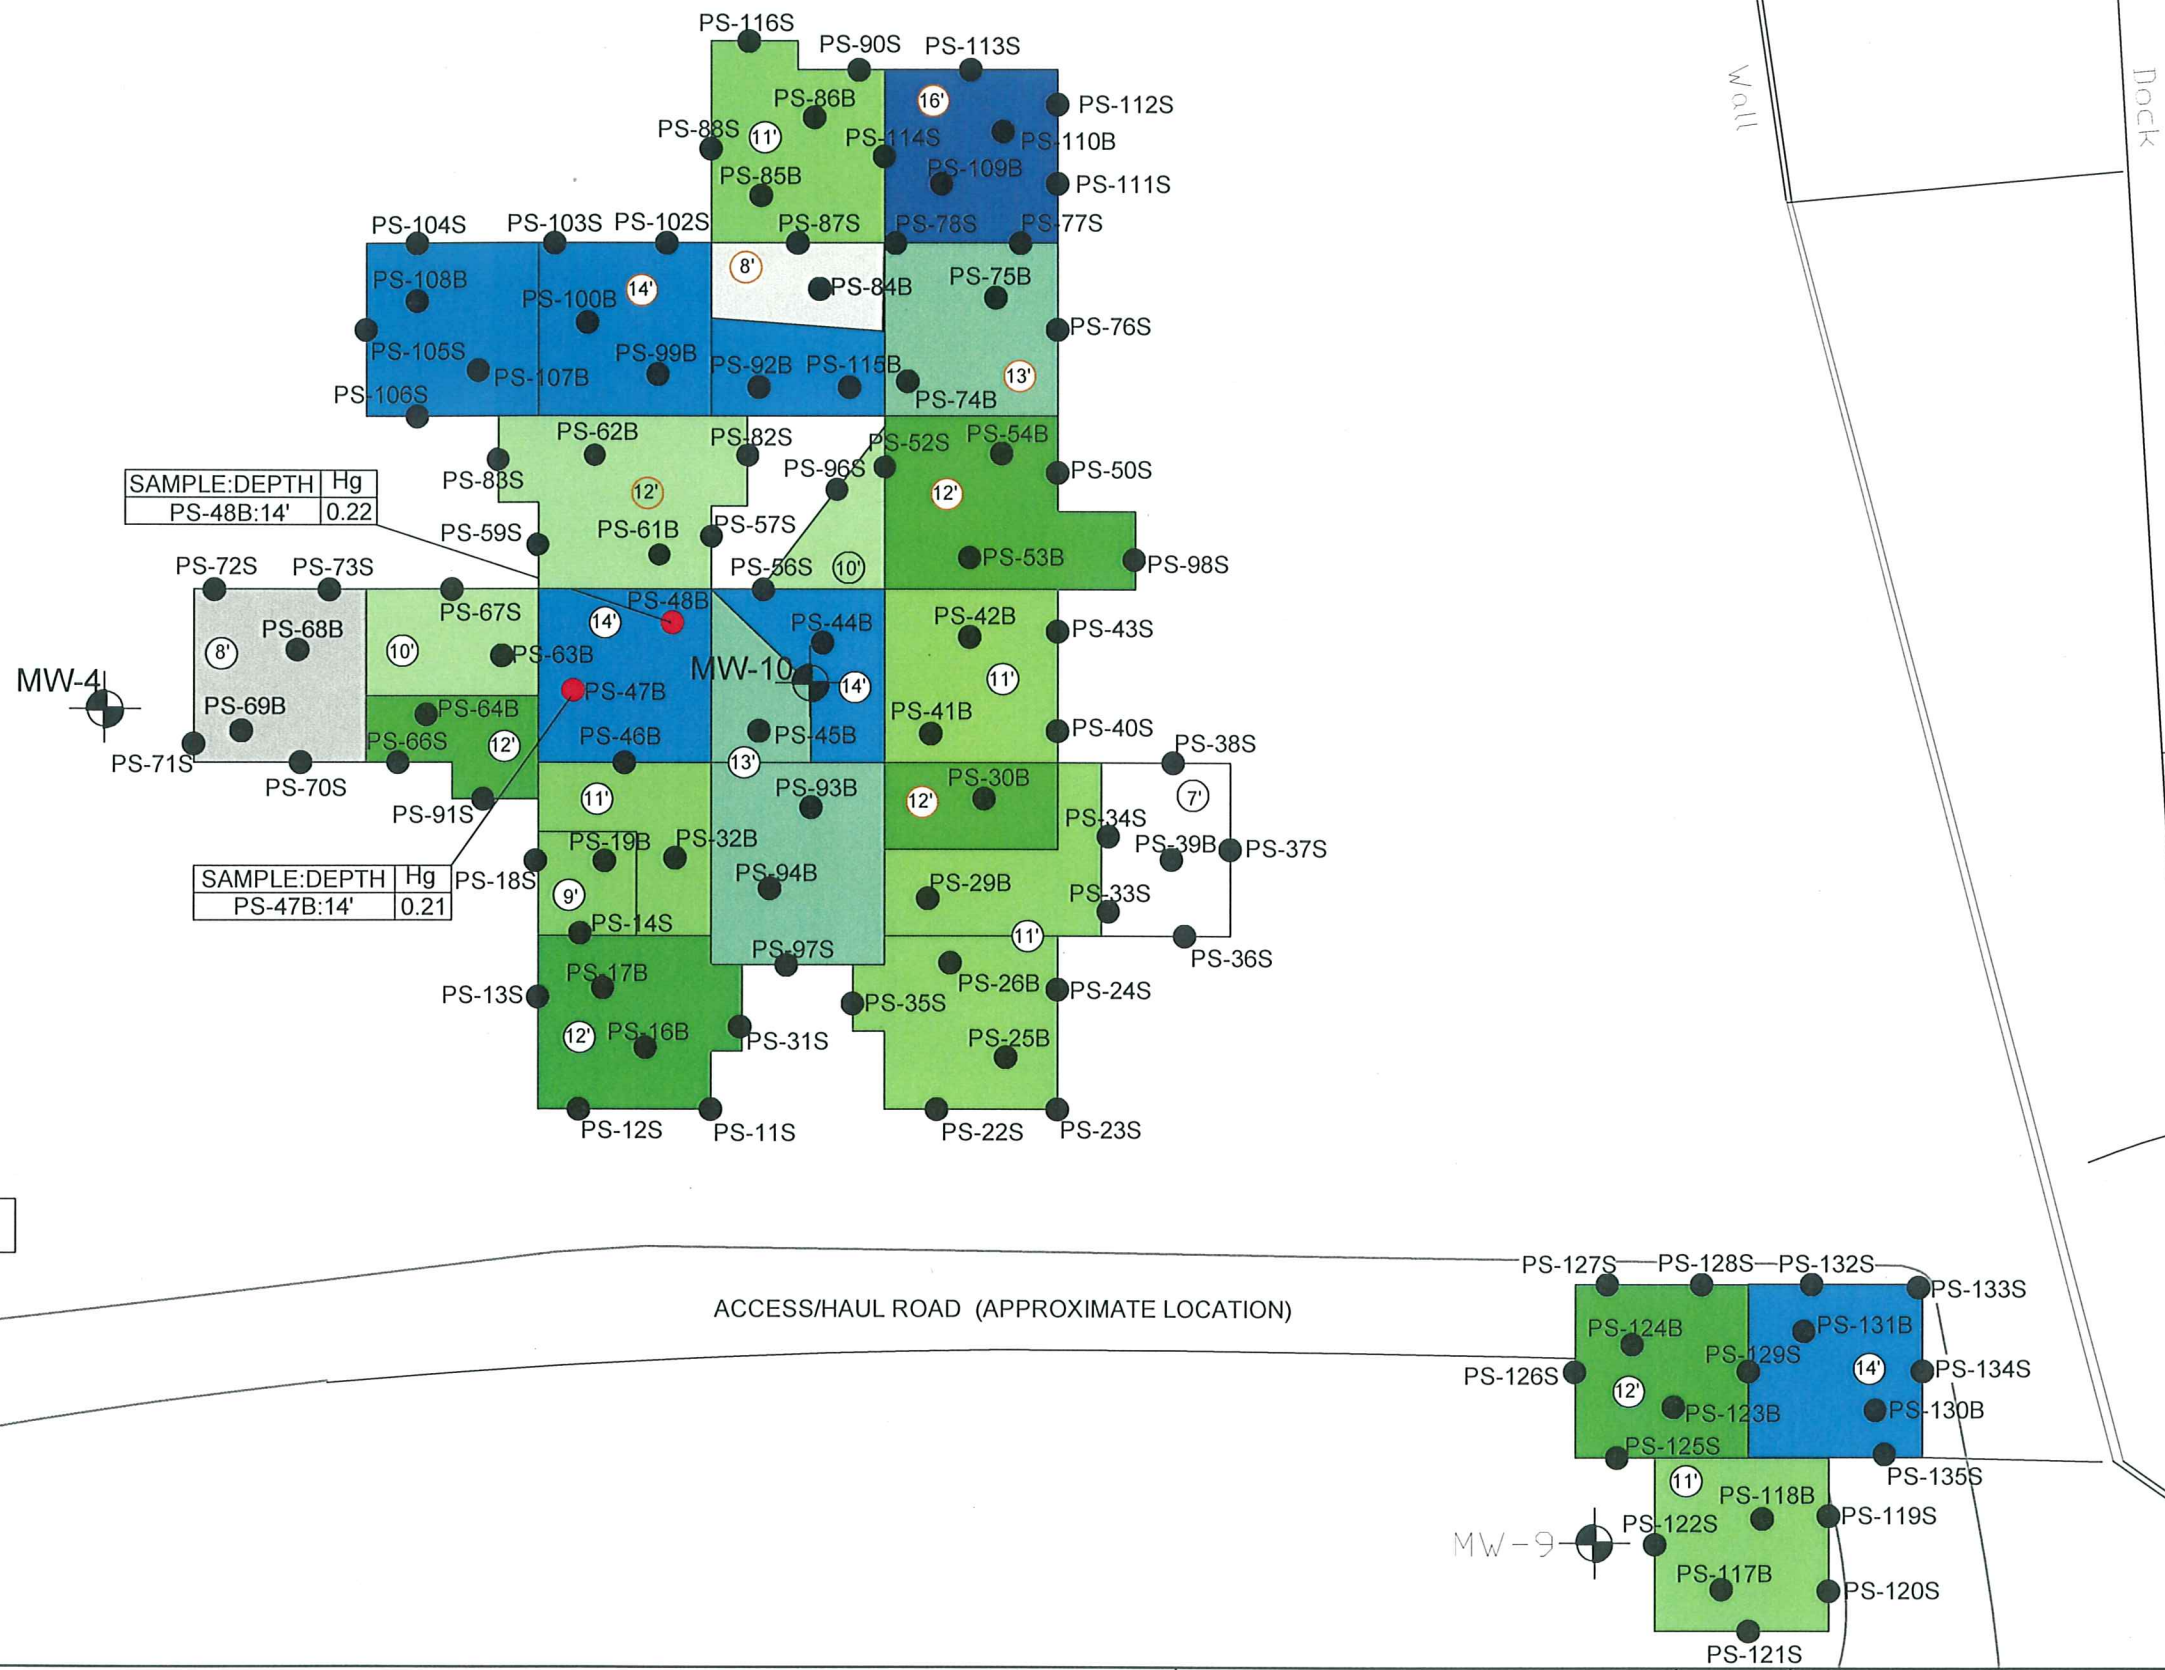 PS-116S
PS-90S
PS-113S
Wall
Dock
PS-86B
16'
PS-112S
PS-88S
11'
PS-114S
PS-110B
PS-85B
PS-109B
PS-111S
PS-104S
PS-103S
PS-102S
PS-87S
PS-78S
PS-77S
PS-108B
PS-100B
14'
8'
PS-84B
PS-75B
PS-76S
PS-105S
PS-107B
PS-99B
PS-92B
PS-115B
13'
PS-74B
PS-106S
PS-62B
PS-82S
PS-52S
PS-54B
PS-83S
PS-96S
PS-50S
SAMPLE:DEPTH Hg
PS-48B:14' 0.22
12'
12'
PS-59S
PS-61B
PS-57S
PS-53B
PS-98S
PS-72S
PS-73S
PS-56S
10'
PS-67S
PS-48B
PS-68B
8'
10'
PS-63B
14'
PS-44B
PS-42B
PS-43S
MW-4
MW-10
14'
11'
PS-47B
PS-69B
PS-64B
PS-41B
PS-40S
PS-66S
12'
PS-46B
PS-45B
PS-71S
PS-70S
13'
PS-38S
PS-91S
11'
PS-93B
12'
PS-30B
7'
PS-19B
PS-32B
PS-34S
PS-39B
PS-37S
SAMPLE:DEPTH Hg
PS-47B:14' 0.21
PS-18S
9'
PS-94B
PS-29B
PS-33S
PS-14S
11'
PS-97S
PS-36S
PS-17B
PS-26B
PS-13S
PS-35S
PS-24S
12'
PS-16B
PS-31S
PS-25B
PS-12S
PS-11S
PS-22S
PS-23S
PS-127S
PS-128S
PS-132S
PS-133S
ACCESS/HAUL ROAD (APPROXIMATE LOCATION)
PS-124B
PS-131B
PS-129S
PS-126S
12'
14'
PS-134S
PS-123B
PS-130B
PS-125S
11'
PS-135S
PS-118B
PS-119S
PS-122S
MW-9
PS-117B
PS-120S
PS-121S